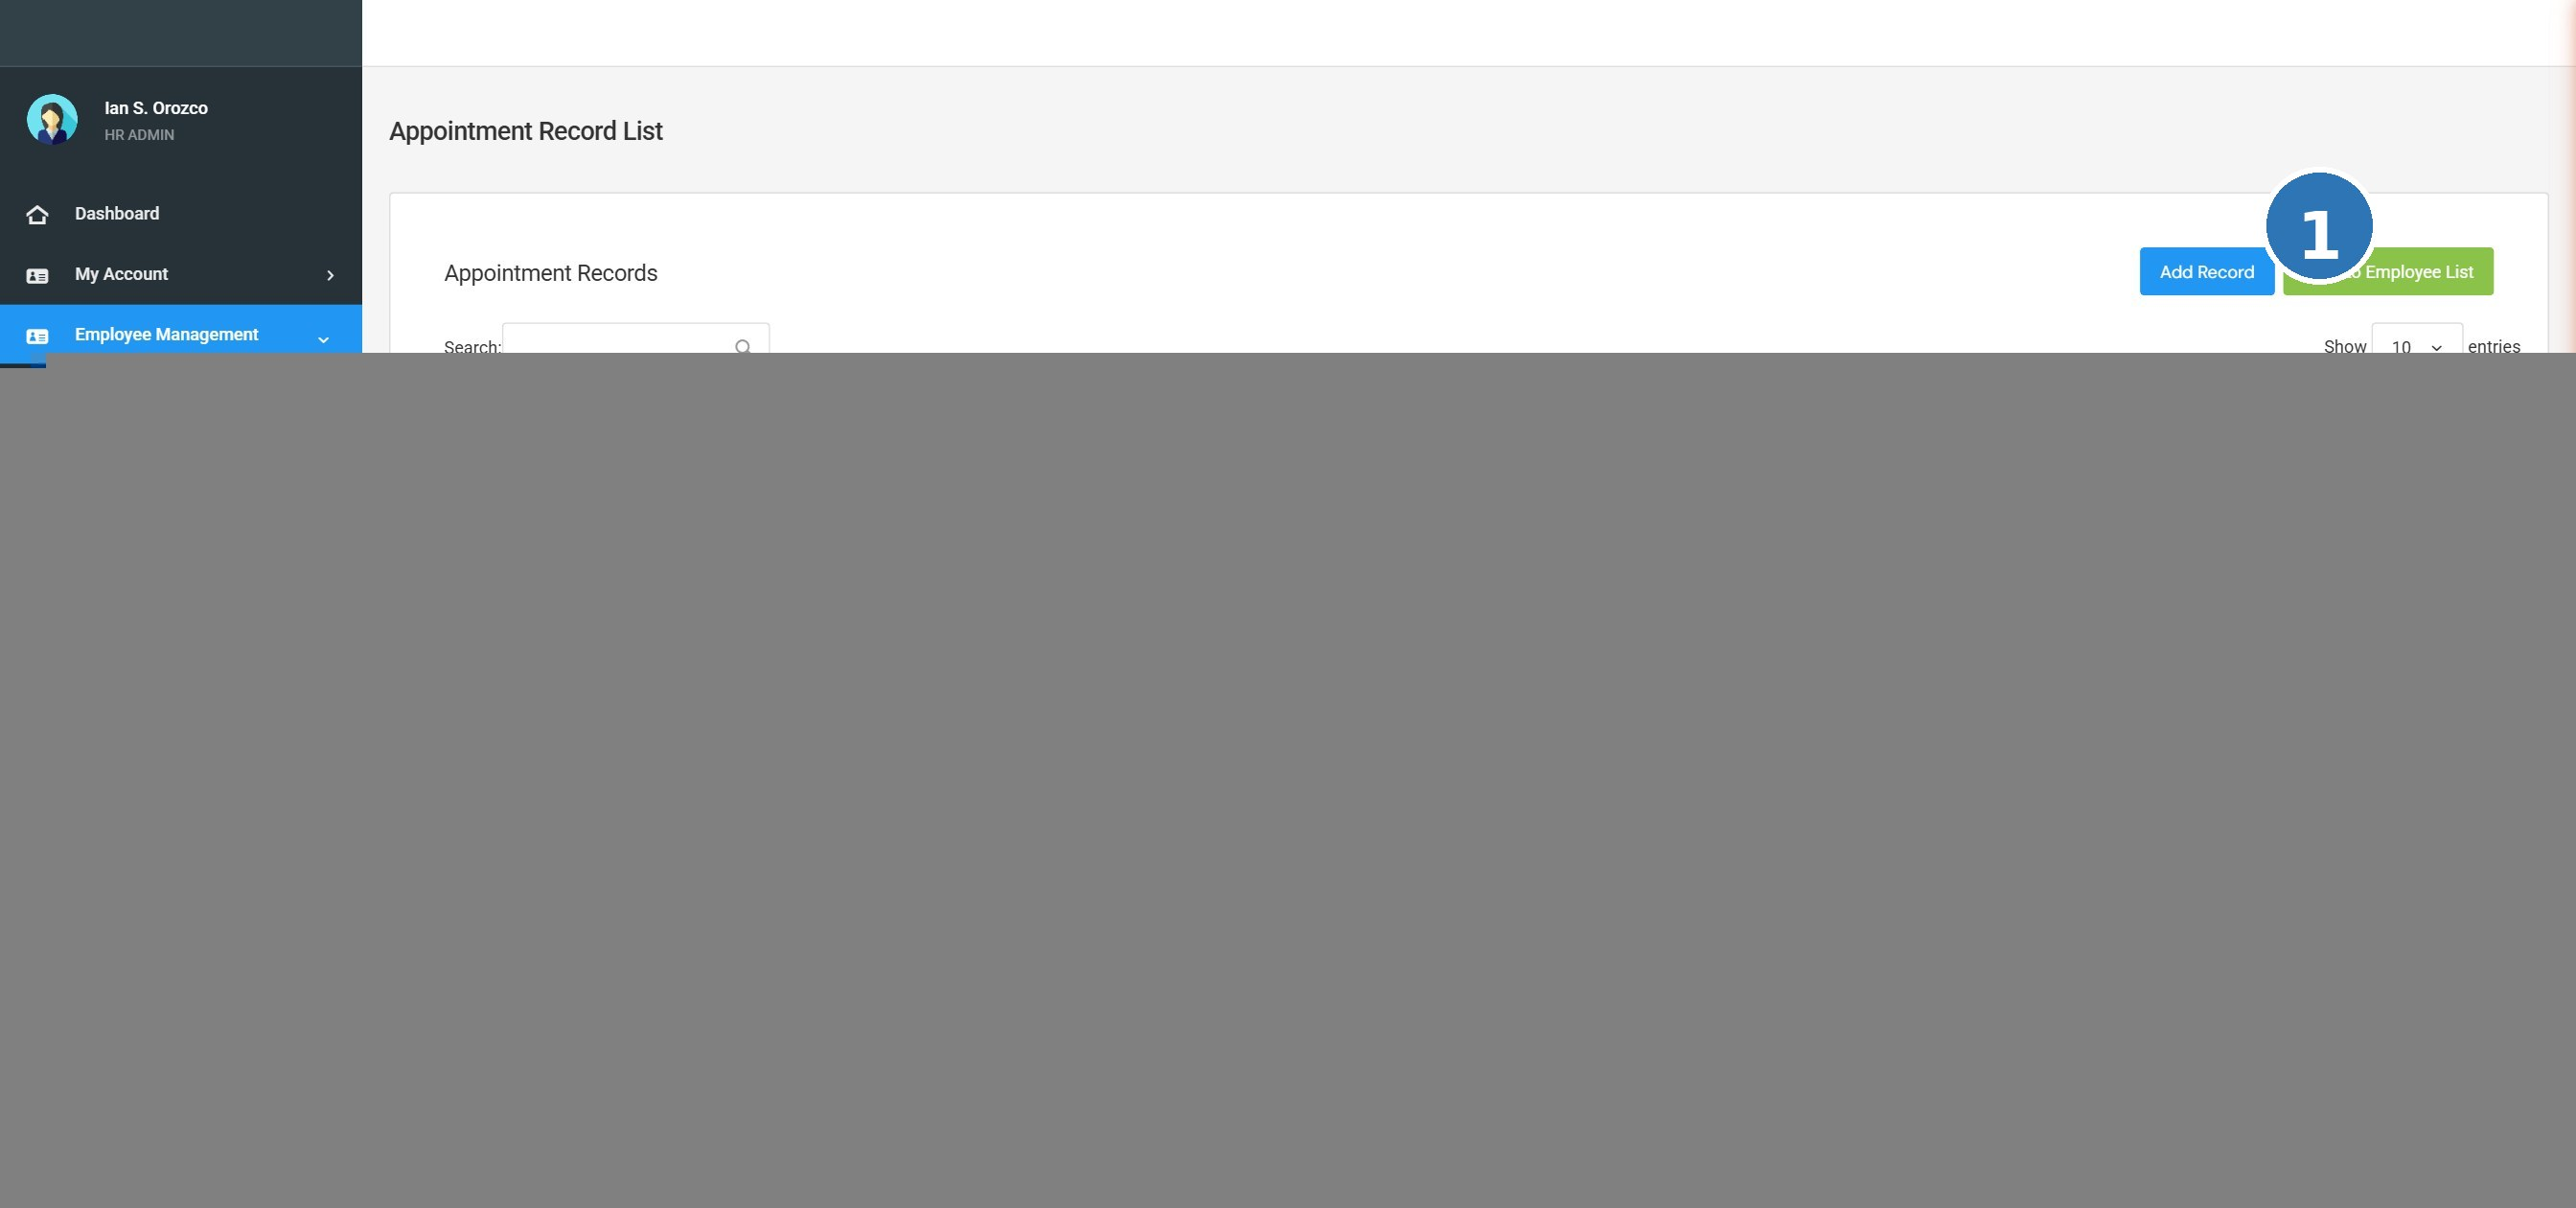 Ian S. Orozco
HR ADMIN
Dashboard
My Account
Employee Management
Appointment Record List
Appointment Records
Add Record
1
Employee List
Search:
Show 10 entries